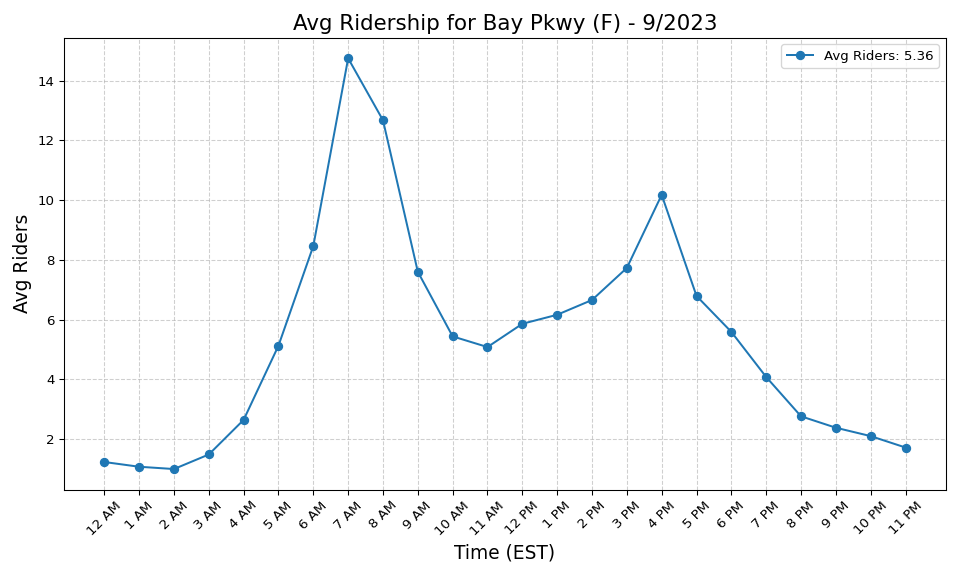 Avg Ridership for Bay Pkwy (F) - 9/2023
Avg Riders: 5.36
Avg Riders
14
12
10
8
6
4
2
12 AM
1 AM
2 AM
3 AM
4 AM
5 AM
6 AM
7 AM
8 AM
9 AM
10 AM
11 AM
12 PM
1 PM
2 PM
3 PM
4 PM
5 PM
6 PM
7 PM
8 PM
9 PM
10 PM
11 PM
Time (EST)